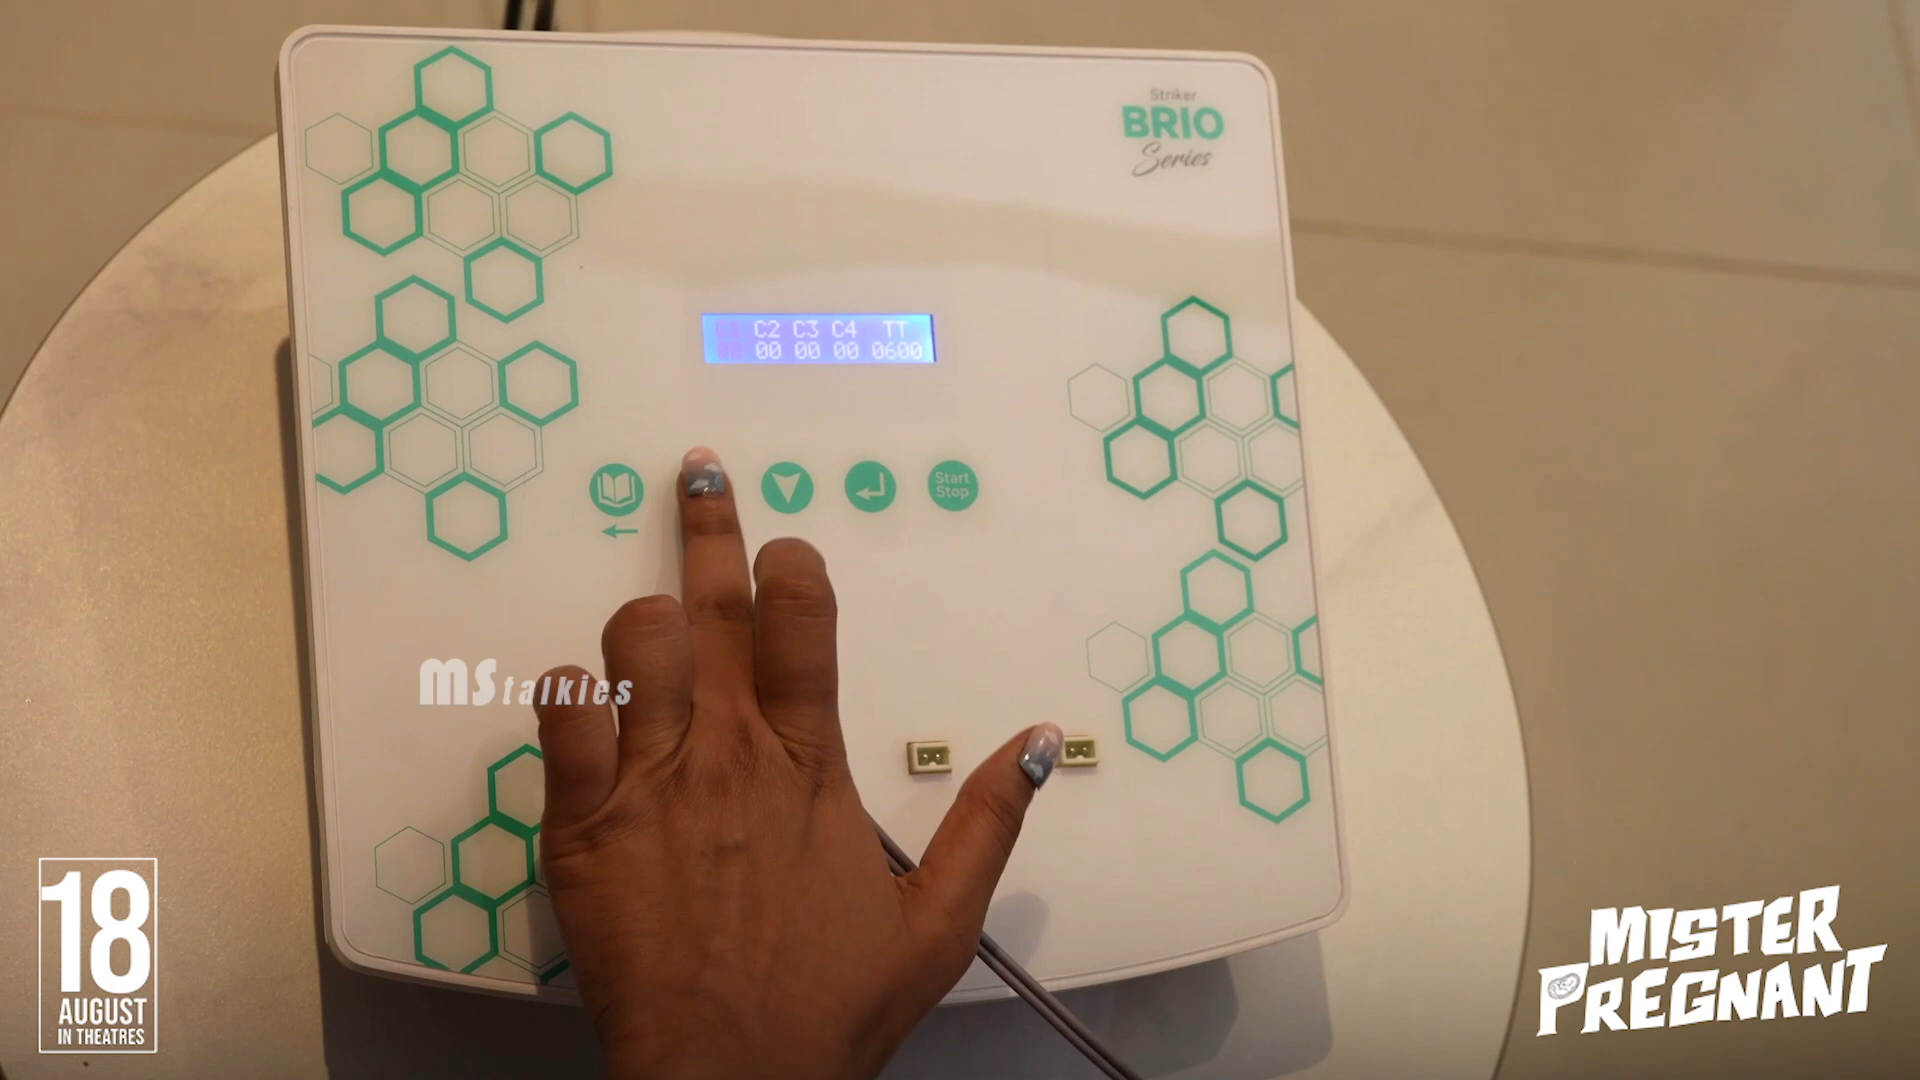 Striker
BRIO
Series
C2 C3 C4 TT
00 00 00 0600
Start
Stop
MStalkies
18
AUGUST
IN THEATRES
MISTER
PREGNANT